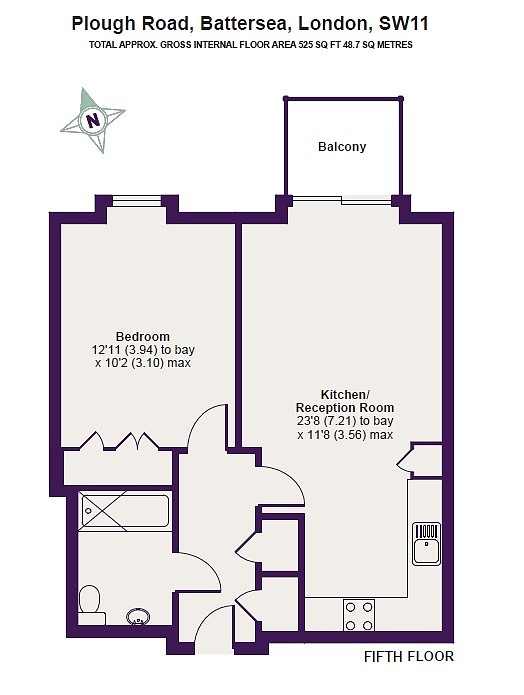 Plough Road, Battersea, London, SW11
TOTAL APPROX. GROSS INTERNAL FLOOR AREA 525 SQ FT 48.7 SQ METRES
N
Balcony
Bedroom
12'11 (3.94) to bay
x 10'2 (3.10) max
Kitchen/
Reception Room
23'8 (7.21) to bay
x 11'8 (3.56) max
FIFTH FLOOR